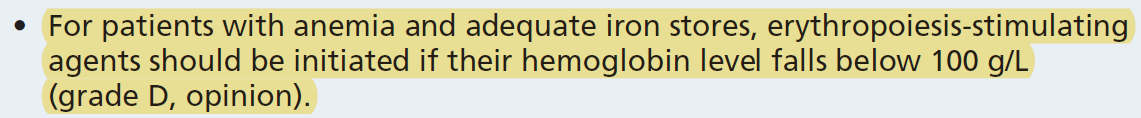 • For patients with anemia and adequate iron stores, erythropoiesis-stimulating
agents should be initiated if their hemoglobin level falls below 100 g/L
(grade D, opinion).